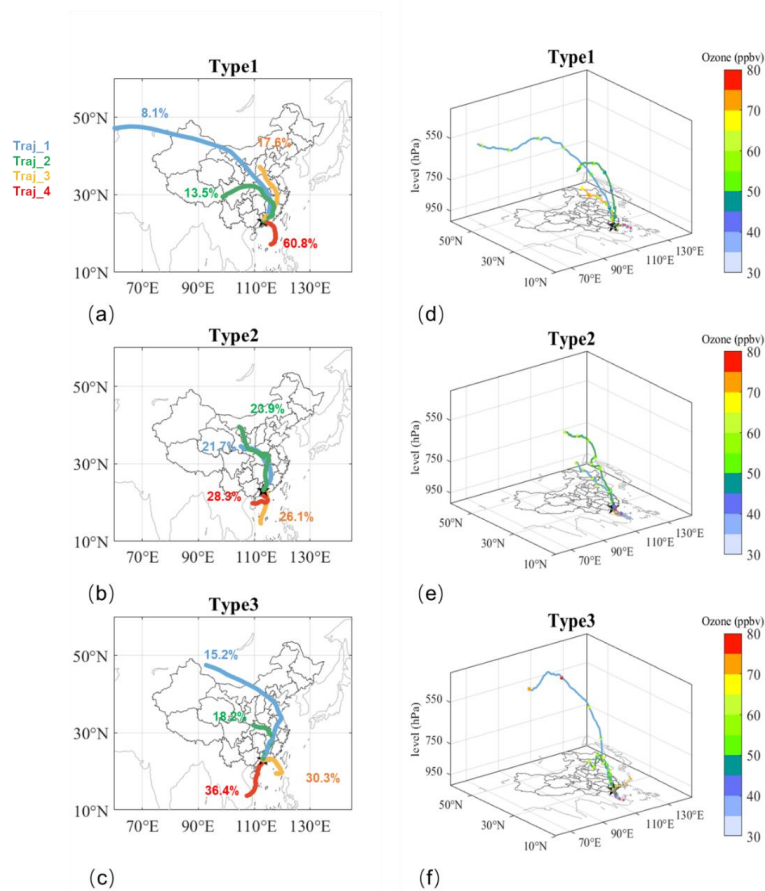 Type1
50°N
30°N
10°N
70°E
90°E
110°E
130°E
8.1%
17.6%
13.5%
60.8%
Traj_1
Traj_2
Traj_3
Traj_4
(a)
Type1
Ozone (ppbv)
80
70
60
50
40
30
level (hPa)
550
750
950
50°N
30°N
10°N
70°E
90°E
110°E
130°E
(d)
Type2
50°N
30°N
10°N
70°E
90°E
110°E
130°E
23.9%
21.7%
28.3%
26.1%
(b)
Type2
Ozone (ppbv)
80
70
60
50
40
30
level (hPa)
550
750
950
50°N
30°N
10°N
70°E
90°E
110°E
130°E
(e)
Type3
50°N
30°N
10°N
70°E
90°E
110°E
130°E
15.2%
18.2%
36.4%
30.3%
(c)
Type3
Ozone (ppbv)
80
70
60
50
40
30
level (hPa)
550
750
950
50°N
30°N
10°N
70°E
90°E
110°E
130°E
(f)